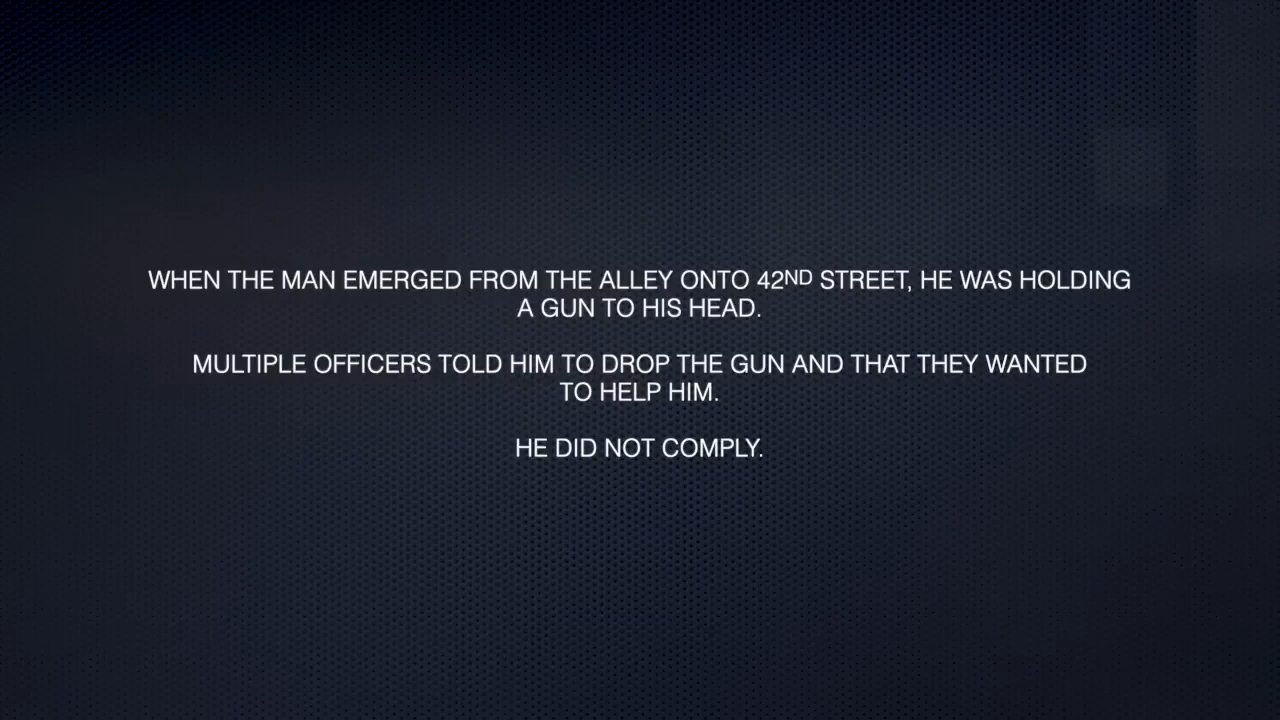 WHEN THE MAN EMERGED FROM THE ALLEY ONTO 42ND STREET, HE WAS HOLDING
A GUN TO HIS HEAD.
MULTIPLE OFFICERS TOLD HIM TO DROP THE GUN AND THAT THEY WANTED
TO HELP HIM.
HE DID NOT COMPLY.